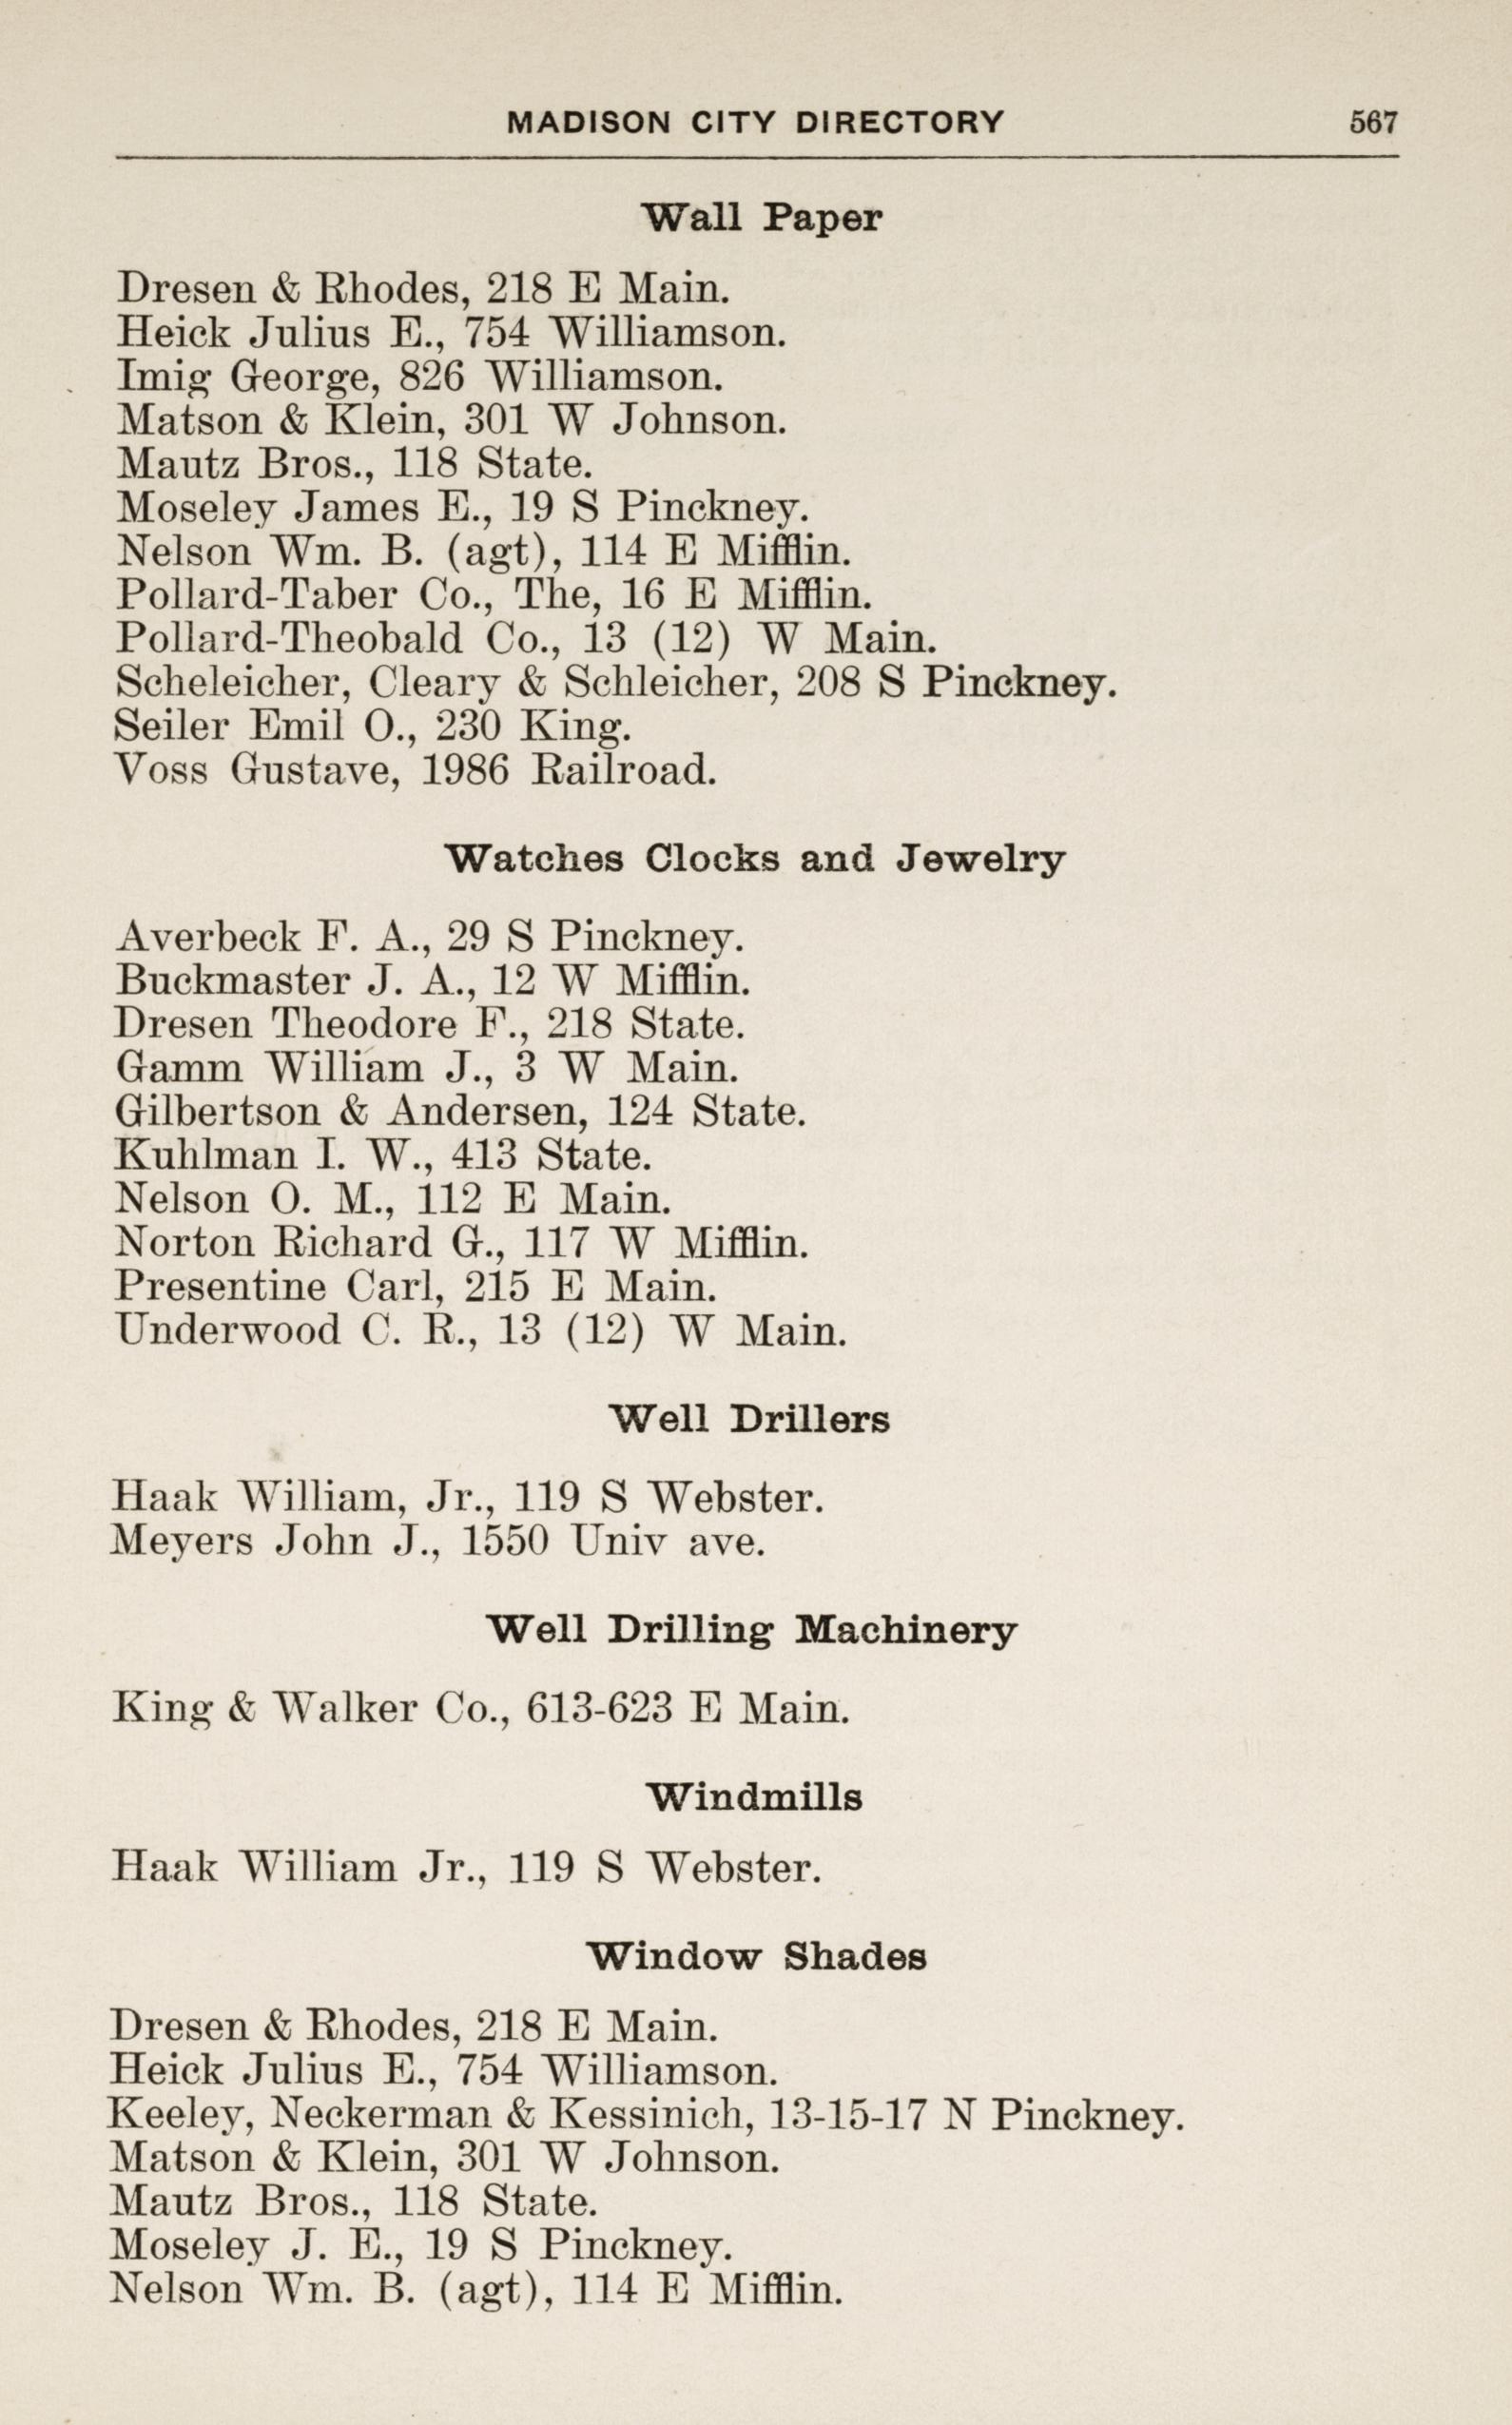 MADISON CITY DIRECTORY 567
Wall Paper
Dresen & Rhodes, 218 E Main.
Heick Julius E., 754 Williamson.
Imig George, 826 Williamson.
Matson & Klein, 301 W Johnson.
Mautz Bros., 118 State.
Moseley James E., 19 S Pinckney.
Nelson Wm. B. (agt), 114 E Mifflin.
Pollard-Taber Co., The, 16 E Mifflin.
Pollard-Theobald Co., 13 (12) W Main.
Scheleicher, Cleary & Schleicher, 208 S Pinckney.
Seiler Emil O., 230 King.
Voss Gustave, 1986 Railroad.
Watches Clocks and Jewelry
Averbeck F. A., 29 S Pinckney.
Buckmaster J. A., 12 W Mifflin.
Dresen Theodore F., 218 State.
Gamm William J., 3 W Main.
Gilbertson & Andersen, 124 State.
Kuhlman I. W., 413 State.
Nelson O. M., 112 E Main.
Norton Richard G., 117 W Mifflin.
Presentine Carl, 215 E Main.
Underwood C. R., 13 (12) W Main.
Well Drillers
Haak William, Jr., 119 S Webster.
Meyers John J., 1550 Univ ave.
Well Drilling Machinery
King & Walker Co., 613-623 E Main.
Windmills
Haak William Jr., 119 S Webster.
Window Shades
Dresen & Rhodes, 218 E Main.
Heick Julius E., 754 Williamson.
Keeley, Neckerman & Kessinich, 13-15-17 N Pinckney.
Matson & Klein, 301 W Johnson.
Mautz Bros., 118 State.
Moseley J. E., 19 S Pinckney.
Nelson Wm. B. (agt), 114 E Mifflin.